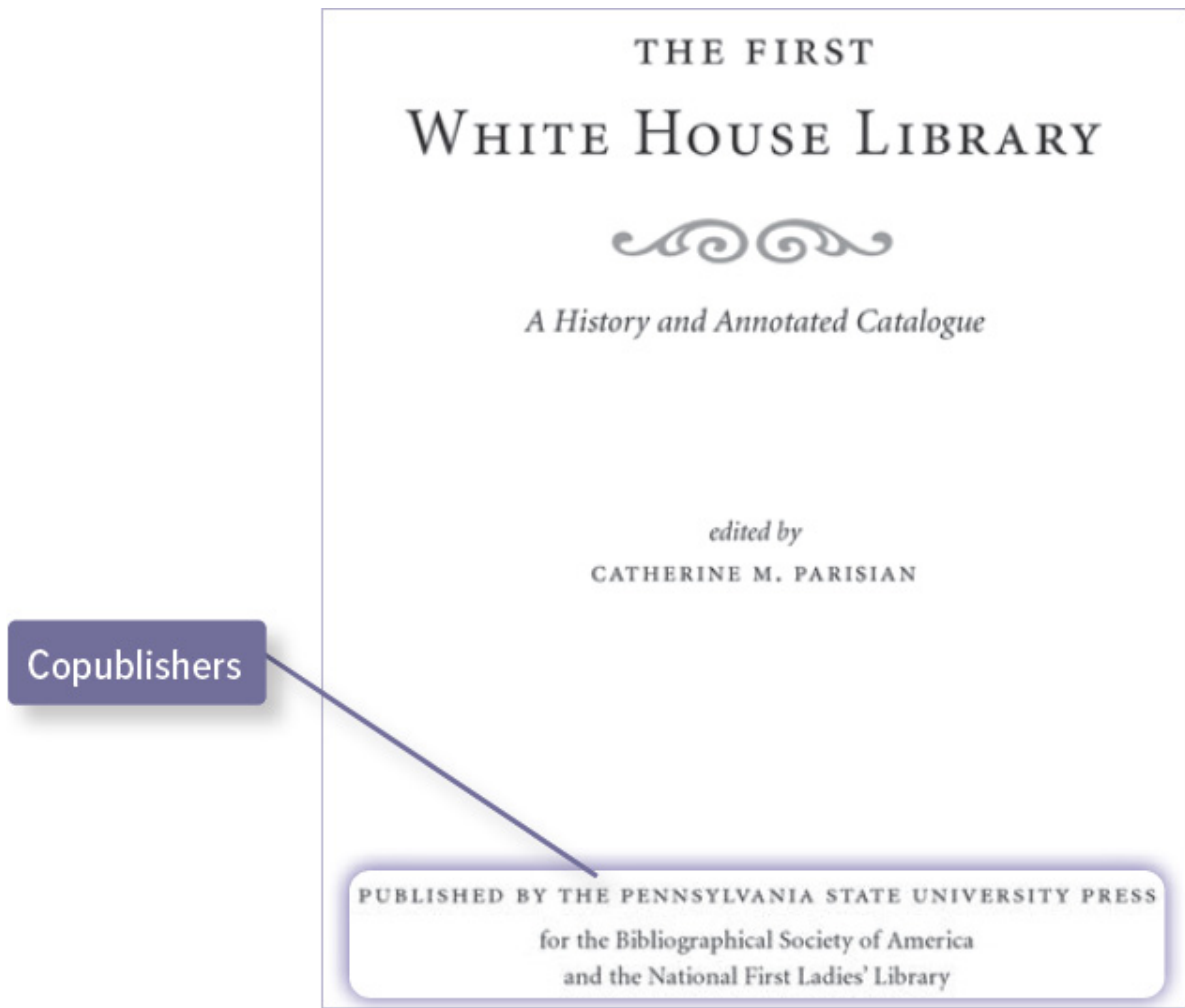 THE FIRST
WHITE HOUSE LIBRARY
A History and Annotated Catalogue
edited by
CATHERINE M. PARISIAN
Copublishers
PUBLISHED BY THE PENNSYLVANIA STATE UNIVERSITY PRESS
for the Bibliographical Society of America
and the National First Ladies' Library